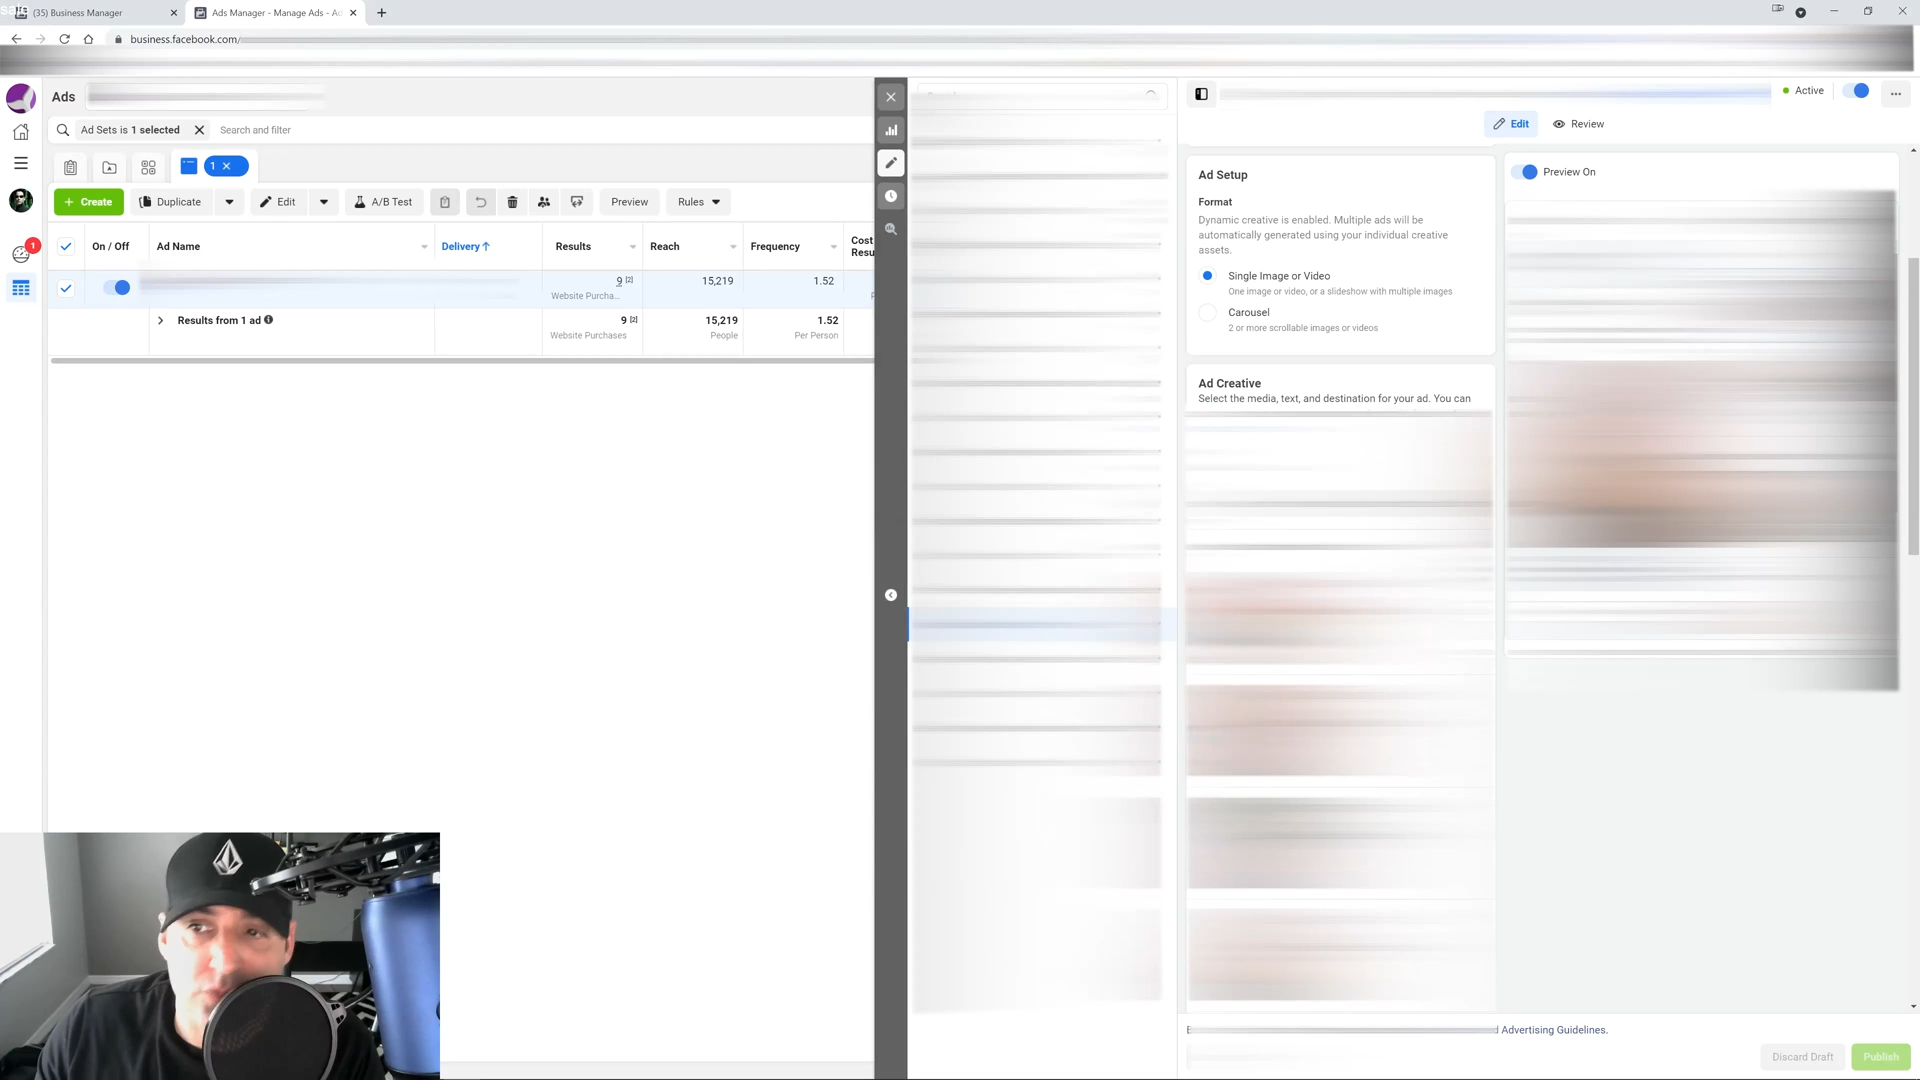 (35) Business Manager
Ads Manager - Manage Ads - Ad
business.facebook.com/
Ads
Active
Ad Sets is 1 selected
Search and filter
Edit
Review
1
Create
Duplicate
Edit
A/B Test
Preview
Rules
On / Off
Ad Name
Delivery
Results
Reach
Frequency
Cost
Resu
9 [2]
Website Purcha...
15,219
1.52
Results from 1 ad
9 [2]
Website Purchases
15,219
People
1.52
Per Person
1
Ad Setup
Format
Dynamic creative is enabled. Multiple ads will be
automatically generated using your individual creative
assets.
Single Image or Video
One image or video, or a slideshow with multiple images
Carousel
2 or more scrollable images or videos
Preview On
Ad Creative
Select the media, text, and destination for your ad. You can
Advertising Guidelines.
Discard Draft
Publish